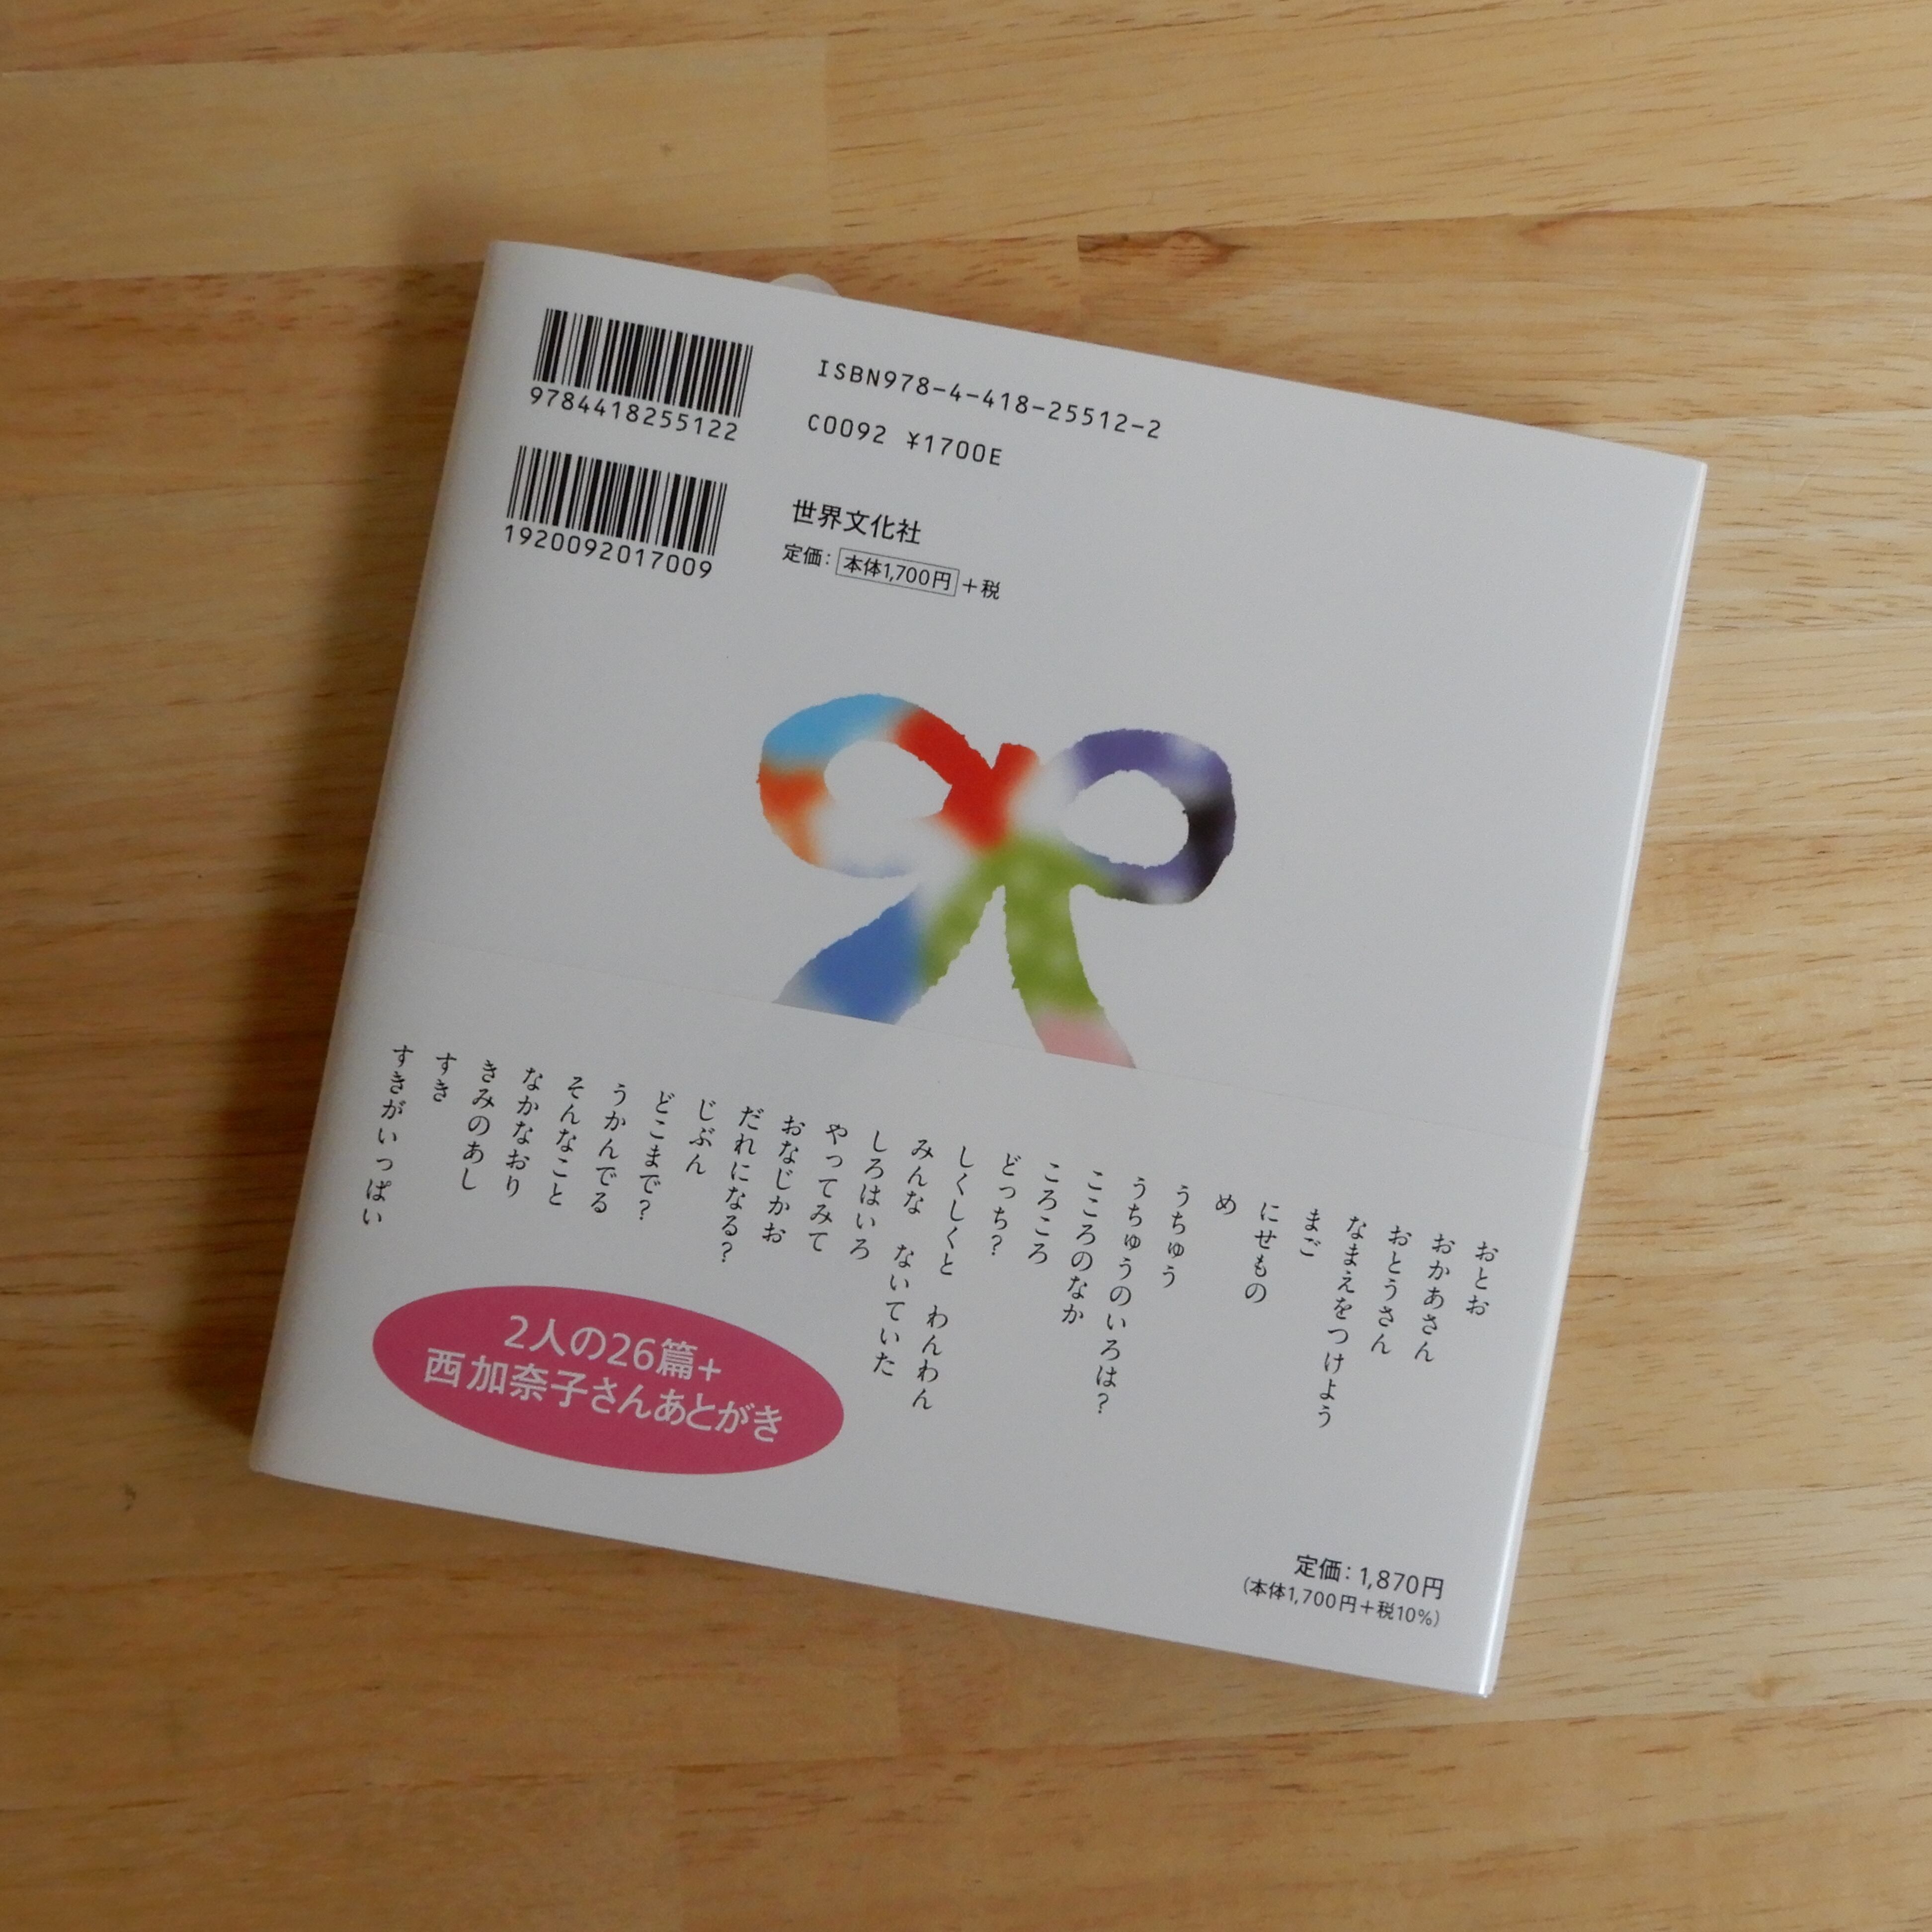 9784418255122
1920092017009
ISBN978-4-418-25512-2
C0092 ¥1700E
世界文化社
定価：本体1,700円＋税
おとお
おかあさん
おとうさん
なまえをつけよう
まご
にせもの
め
うちゅう
うちゅうのいろは？
こころのなか
ころころ
どっち？
しくしくと　わんわん
みんな　ないていた
しろはいろ
やってみて
おなじかお
だれになる？
じぶん
どこまで？
うかんでる
そんなこと
なかなおり
きみのあし
すき
すきがいっぱい
2人の26篇+
西加奈子さんあとがき
定価：1,870円
（本体1,700円＋税10%）